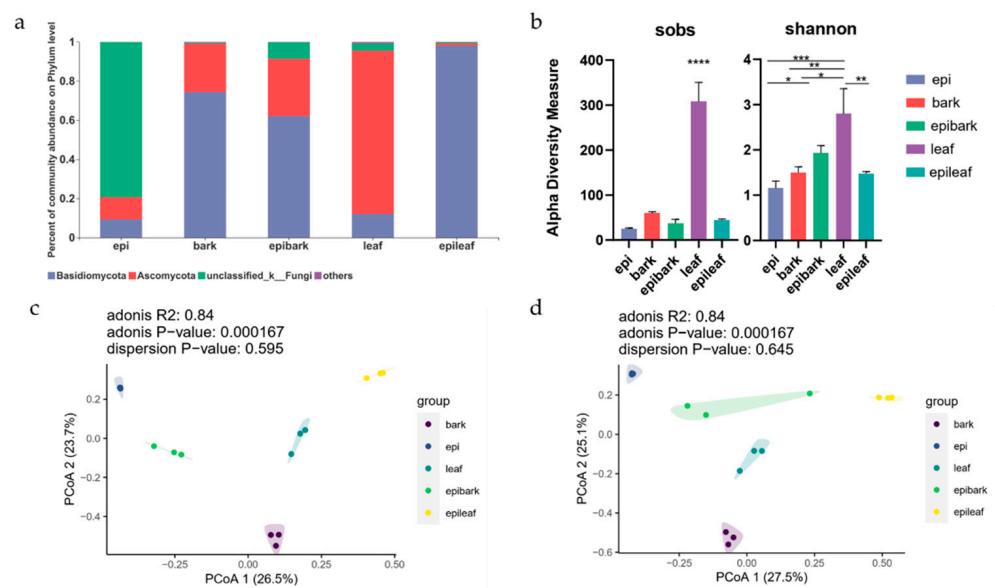 a
Percent of community abundance on Phylum level
1
0.8
0.6
0.4
0.2
0
epi bark epibark leaf epileaf
Basidiomycota Ascomycota unclassified_k__Fungi others
b
sobs
shannon
Alpha Diversity Measure
400
300
200
100
0
****
epi bark epibark leaf epileaf
4
3
2
1
0
***
**
* * **
epi bark epibark leaf epileaf
epi
bark
epibark
leaf
epileaf
c
adonis R2: 0.84
adonis P-value: 0.000167
dispersion P-value: 0.595
PCoA 2 (23.7%)
0.2
0.0
−0.2
−0.4
−0.25 0.00 0.25 0.50
PCoA 1 (26.5%)
group
bark
epi
leaf
epibark
epileaf
d
adonis R2: 0.84
adonis P-value: 0.000167
dispersion P-value: 0.645
PCoA 2 (25.1%)
0.2
0.0
−0.2
−0.4
−0.6
−0.25 0.00 0.25 0.50
PCoA 1 (27.5%)
group
bark
epi
leaf
epibark
epileaf